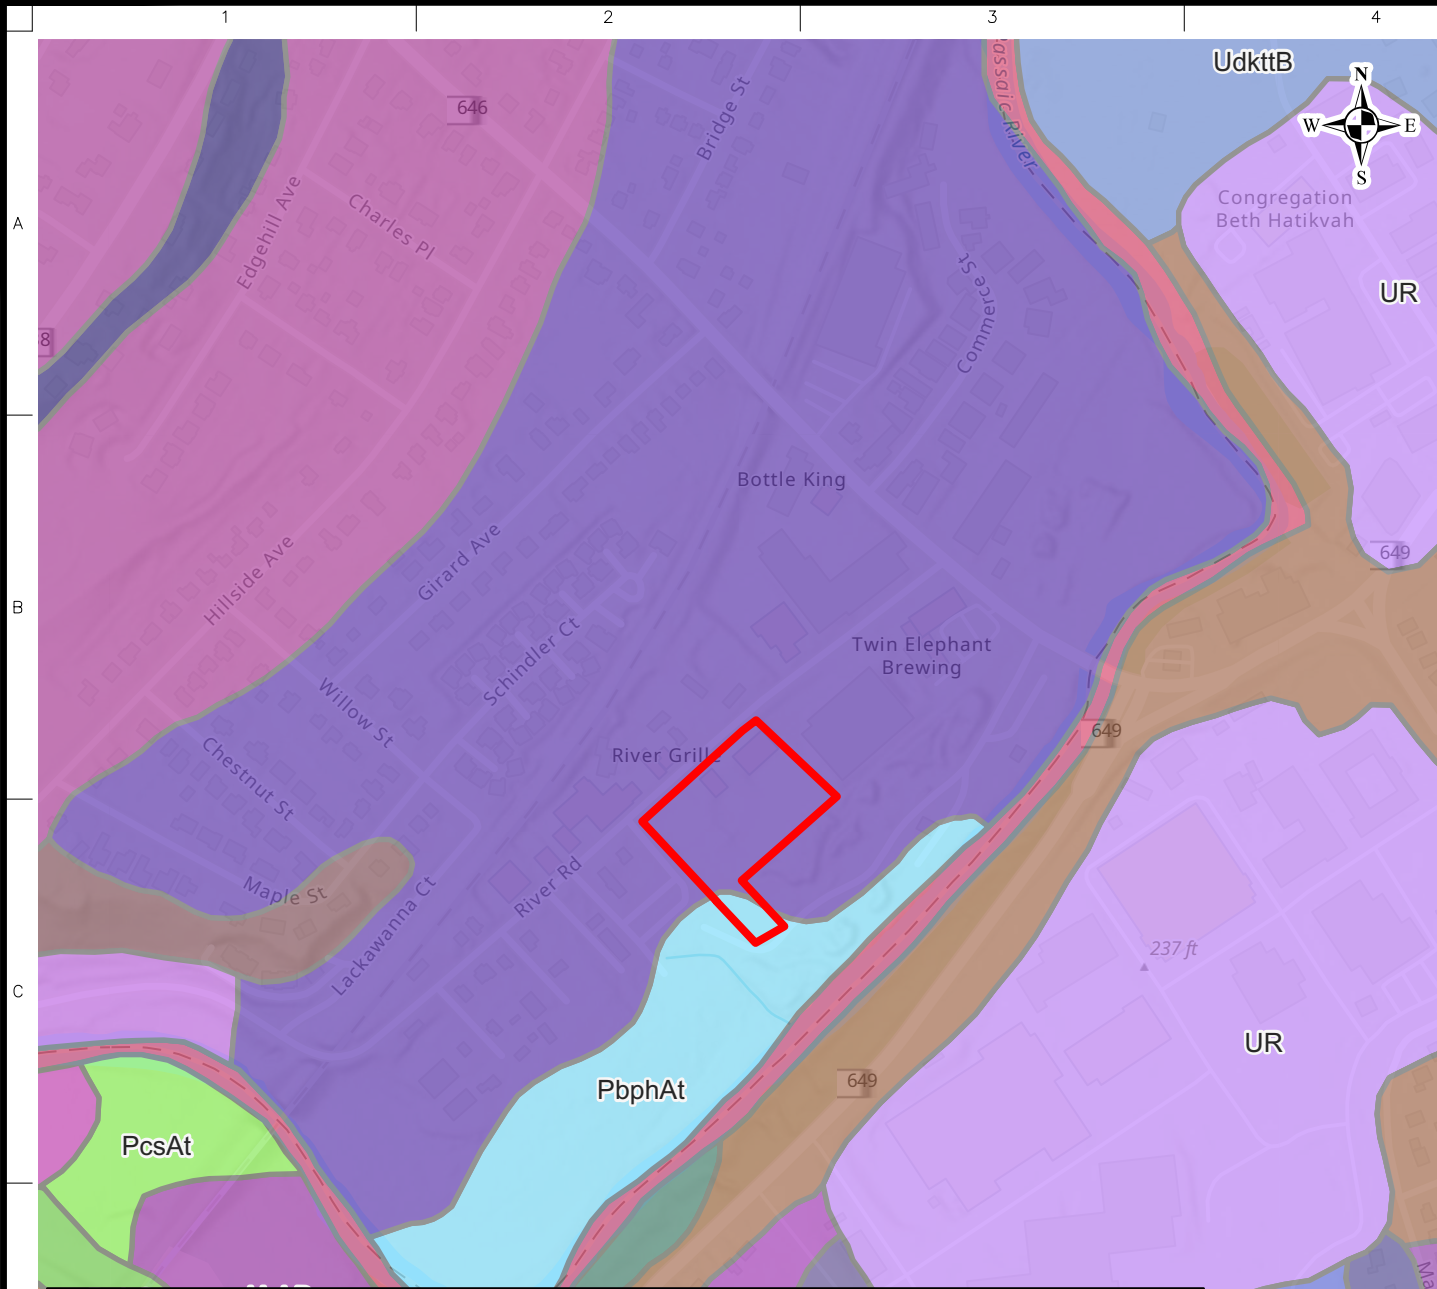 1
2
3
4
UdkttB
N
W E
S
646
Bridge St
Passaic River
A
Edgehill Ave
Charles Pl
Congregation
Beth Hatikvah
Commerce St
UR
8
Bottle King
Hillside Ave
Girard Ave
649
B
Schindler Ct
Twin Elephant
Brewing
Willow St
649
Chestnut St
River Grille
Maple St
River Rd
Lackawanna Ct
237 ft
C
UR
PbphAt
649
PcsAt